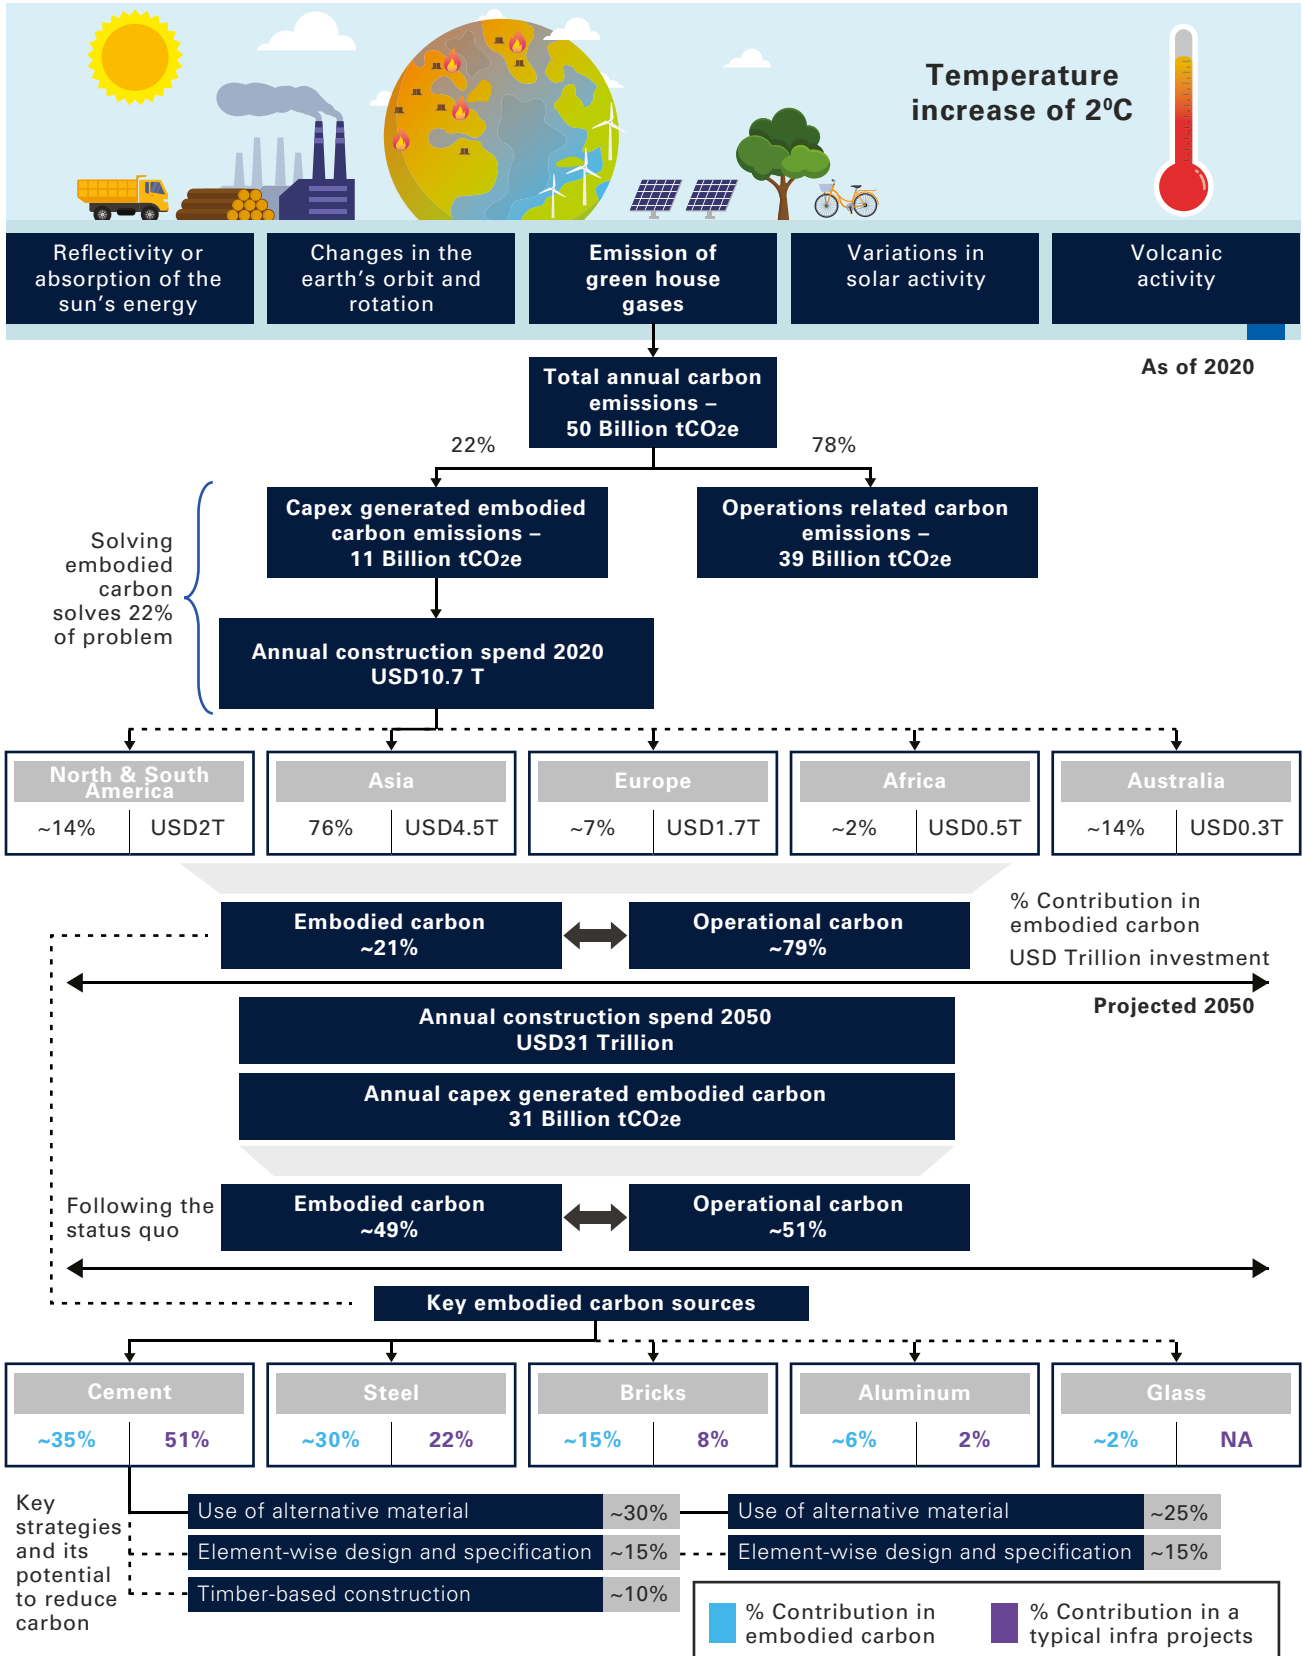 Temperature
increase of 2⁰C
Reflectivity or
absorption of the
sun's energy
Changes in the
earth's orbit and
rotation
Emission of
green house
gases
Variations in
solar activity
Volcanic
activity
As of 2020
Total annual carbon
emissions –
50 Billion tCO2e
22%
78%
Capex generated embodied
carbon emissions –
11 Billion tCO2e
Operations related carbon
emissions –
39 Billion tCO2e
Solving
embodied
carbon
solves 22%
of problem
Annual construction spend 2020
USD10.7 T
North & South
America
~14%
USD2T
Asia
76%
USD4.5T
Europe
~7%
USD1.7T
Africa
~2%
USD0.5T
Australia
~14%
USD0.3T
Embodied carbon
~21%
Operational carbon
~79%
% Contribution in
embodied carbon
USD Trillion investment
Projected 2050
Annual construction spend 2050
USD31 Trillion
Annual capex generated embodied carbon
31 Billion tCO2e
Following the
status quo
Embodied carbon
~49%
Operational carbon
~51%
Key embodied carbon sources
Cement
~35%
51%
Steel
~30%
22%
Bricks
~15%
8%
Aluminum
~6%
2%
Glass
~2%
NA
Key
strategies
and its
potential
to reduce
carbon
Use of alternative material ~30%
Element-wise design and specification ~15%
Timber-based construction ~10%
Use of alternative material ~25%
Element-wise design and specification ~15%
% Contribution in
embodied carbon
% Contribution in a
typical infra projects